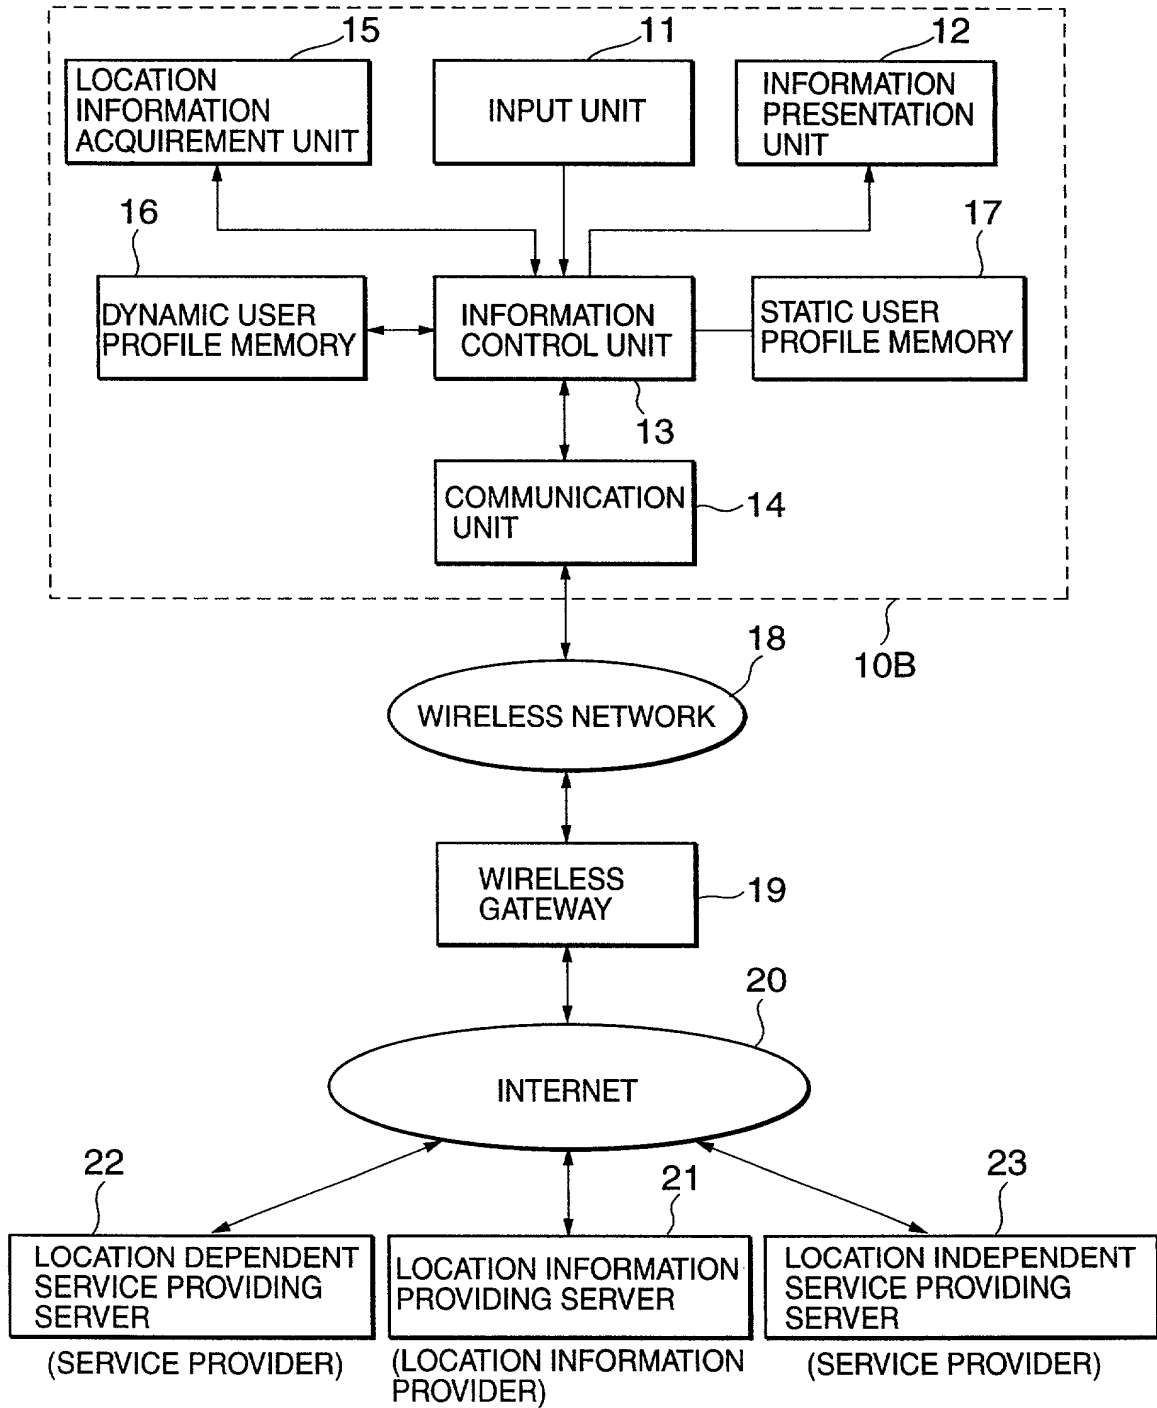 15
11
12
LOCATION
INFORMATION
ACQUIREMENT UNIT
INPUT UNIT
INFORMATION
PRESENTATION
UNIT
16
17
DYNAMIC USER
PROFILE MEMORY
INFORMATION
CONTROL UNIT
STATIC USER
PROFILE MEMORY
13
COMMUNICATION
UNIT
14
10B
18
WIRELESS NETWORK
WIRELESS
GATEWAY
19
20
INTERNET
22
21
23
LOCATION DEPENDENT
SERVICE PROVIDING
SERVER
(SERVICE PROVIDER)
LOCATION INFORMATION
PROVIDING SERVER
(LOCATION INFORMATION
PROVIDER)
LOCATION INDEPENDENT
SERVICE PROVIDING
SERVER
(SERVICE PROVIDER)